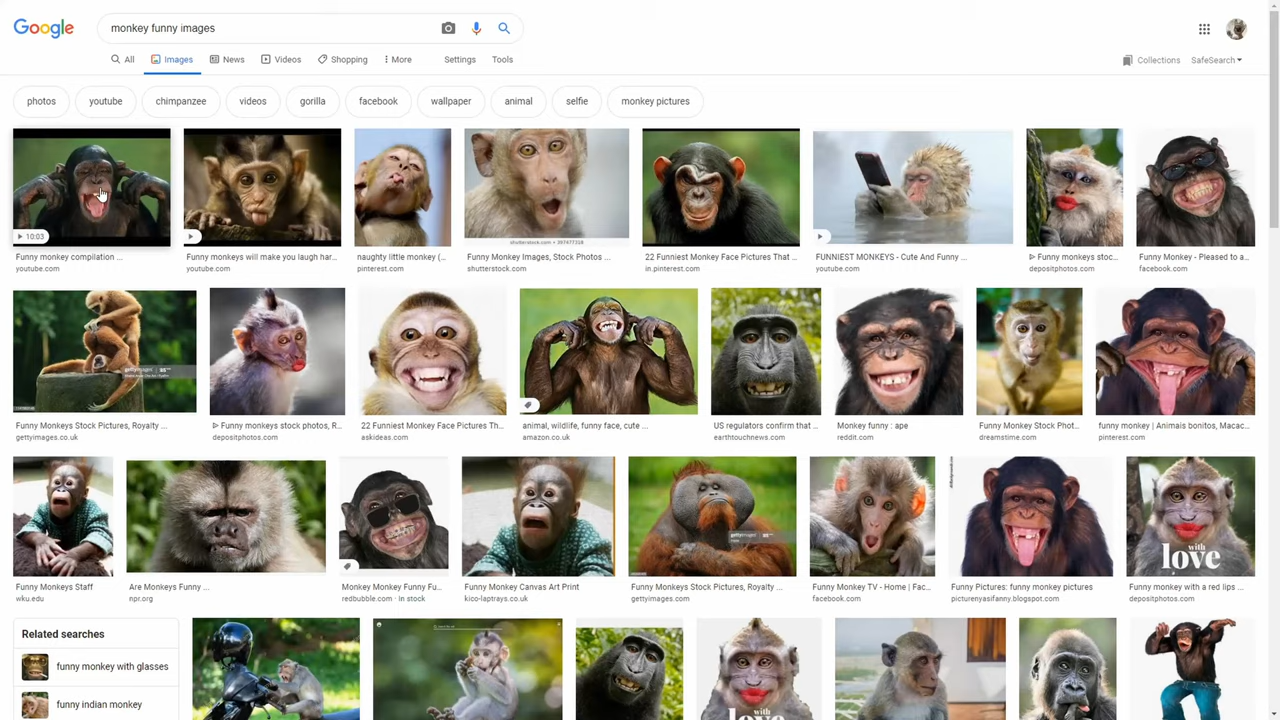 Google
monkey funny images
All
Images
News
Videos
Shopping
More
Settings
Tools
Collections
SafeSearch
photos
youtube
chimpanzee
videos
gorilla
facebook
wallpaper
animal
selfie
monkey pictures
10:03
shutterstock.com • 397477318
Funny monkey compilation ...
Funny monkeys will make you laugh har...
naughty little monkey (...
Funny Monkey Images, Stock Photos ...
22 Funniest Monkey Face Pictures That ...
FUNNIEST MONKEYS - Cute And Funny ...
Funny monkeys stoc...
Funny Monkey - Pleased to a...
youtube.com
youtube.com
pinterest.com
shutterstock.com
in.pinterest.com
youtube.com
depositphotos.com
facebook.com
gettyimages
Funny Monkeys Stock Pictures, Royalty ...
Funny monkeys stock photos, R...
22 Funniest Monkey Face Pictures Th...
animal, wildlife, funny face, cute ...
US regulators confirm that ...
Monkey funny : ape
Funny Monkey Stock Phot...
funny monkey | Animais bonitos, Macac...
gettyimages.co.uk
depositphotos.com
askideas.com
amazon.co.uk
earthtouchnews.com
reddit.com
dreamstime.com
pinterest.com
gettyimages
with
love
Funny Monkeys Staff
Are Monkeys Funny ...
Monkey Monkey Funny Fu...
Funny Monkey Canvas Art Print
Funny Monkeys Stock Pictures, Royalty ...
Funny Monkey TV - Home | Fac...
Funny Pictures: funny monkey pictures
Funny monkey with a red lips ...
wku.edu
npr.org
redbubble.com · In stock
kico-laptrays.co.uk
gettyimages.com
facebook.com
picturenyasifanny.blogspot.com
depositphotos.com
Related searches
funny monkey with glasses
funny indian monkey
with
love